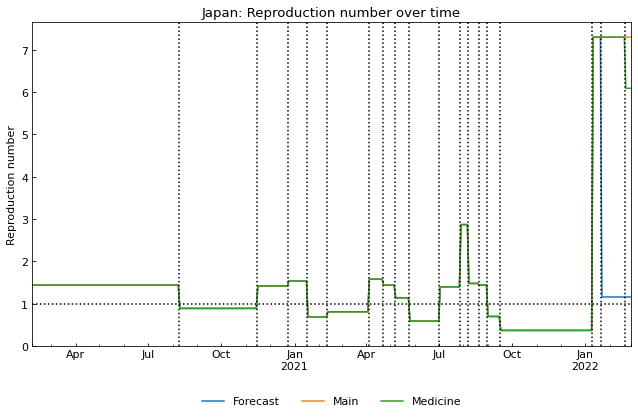 Japan: Reproduction number over time
Reproduction number
7
6
5
4
3
2
1
0
Apr Jul Oct Jan Apr Jul Oct Jan
2021 2022
Forecast Main Medicine